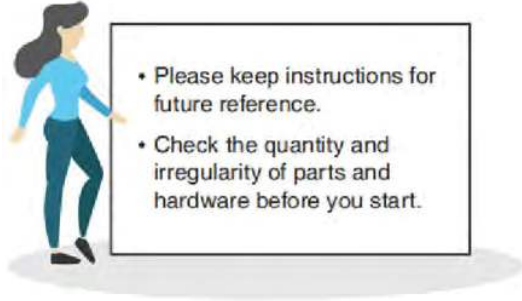 • Please keep instructions for
future reference.
• Check the quantity and
irregularity of parts and
hardware before you start.